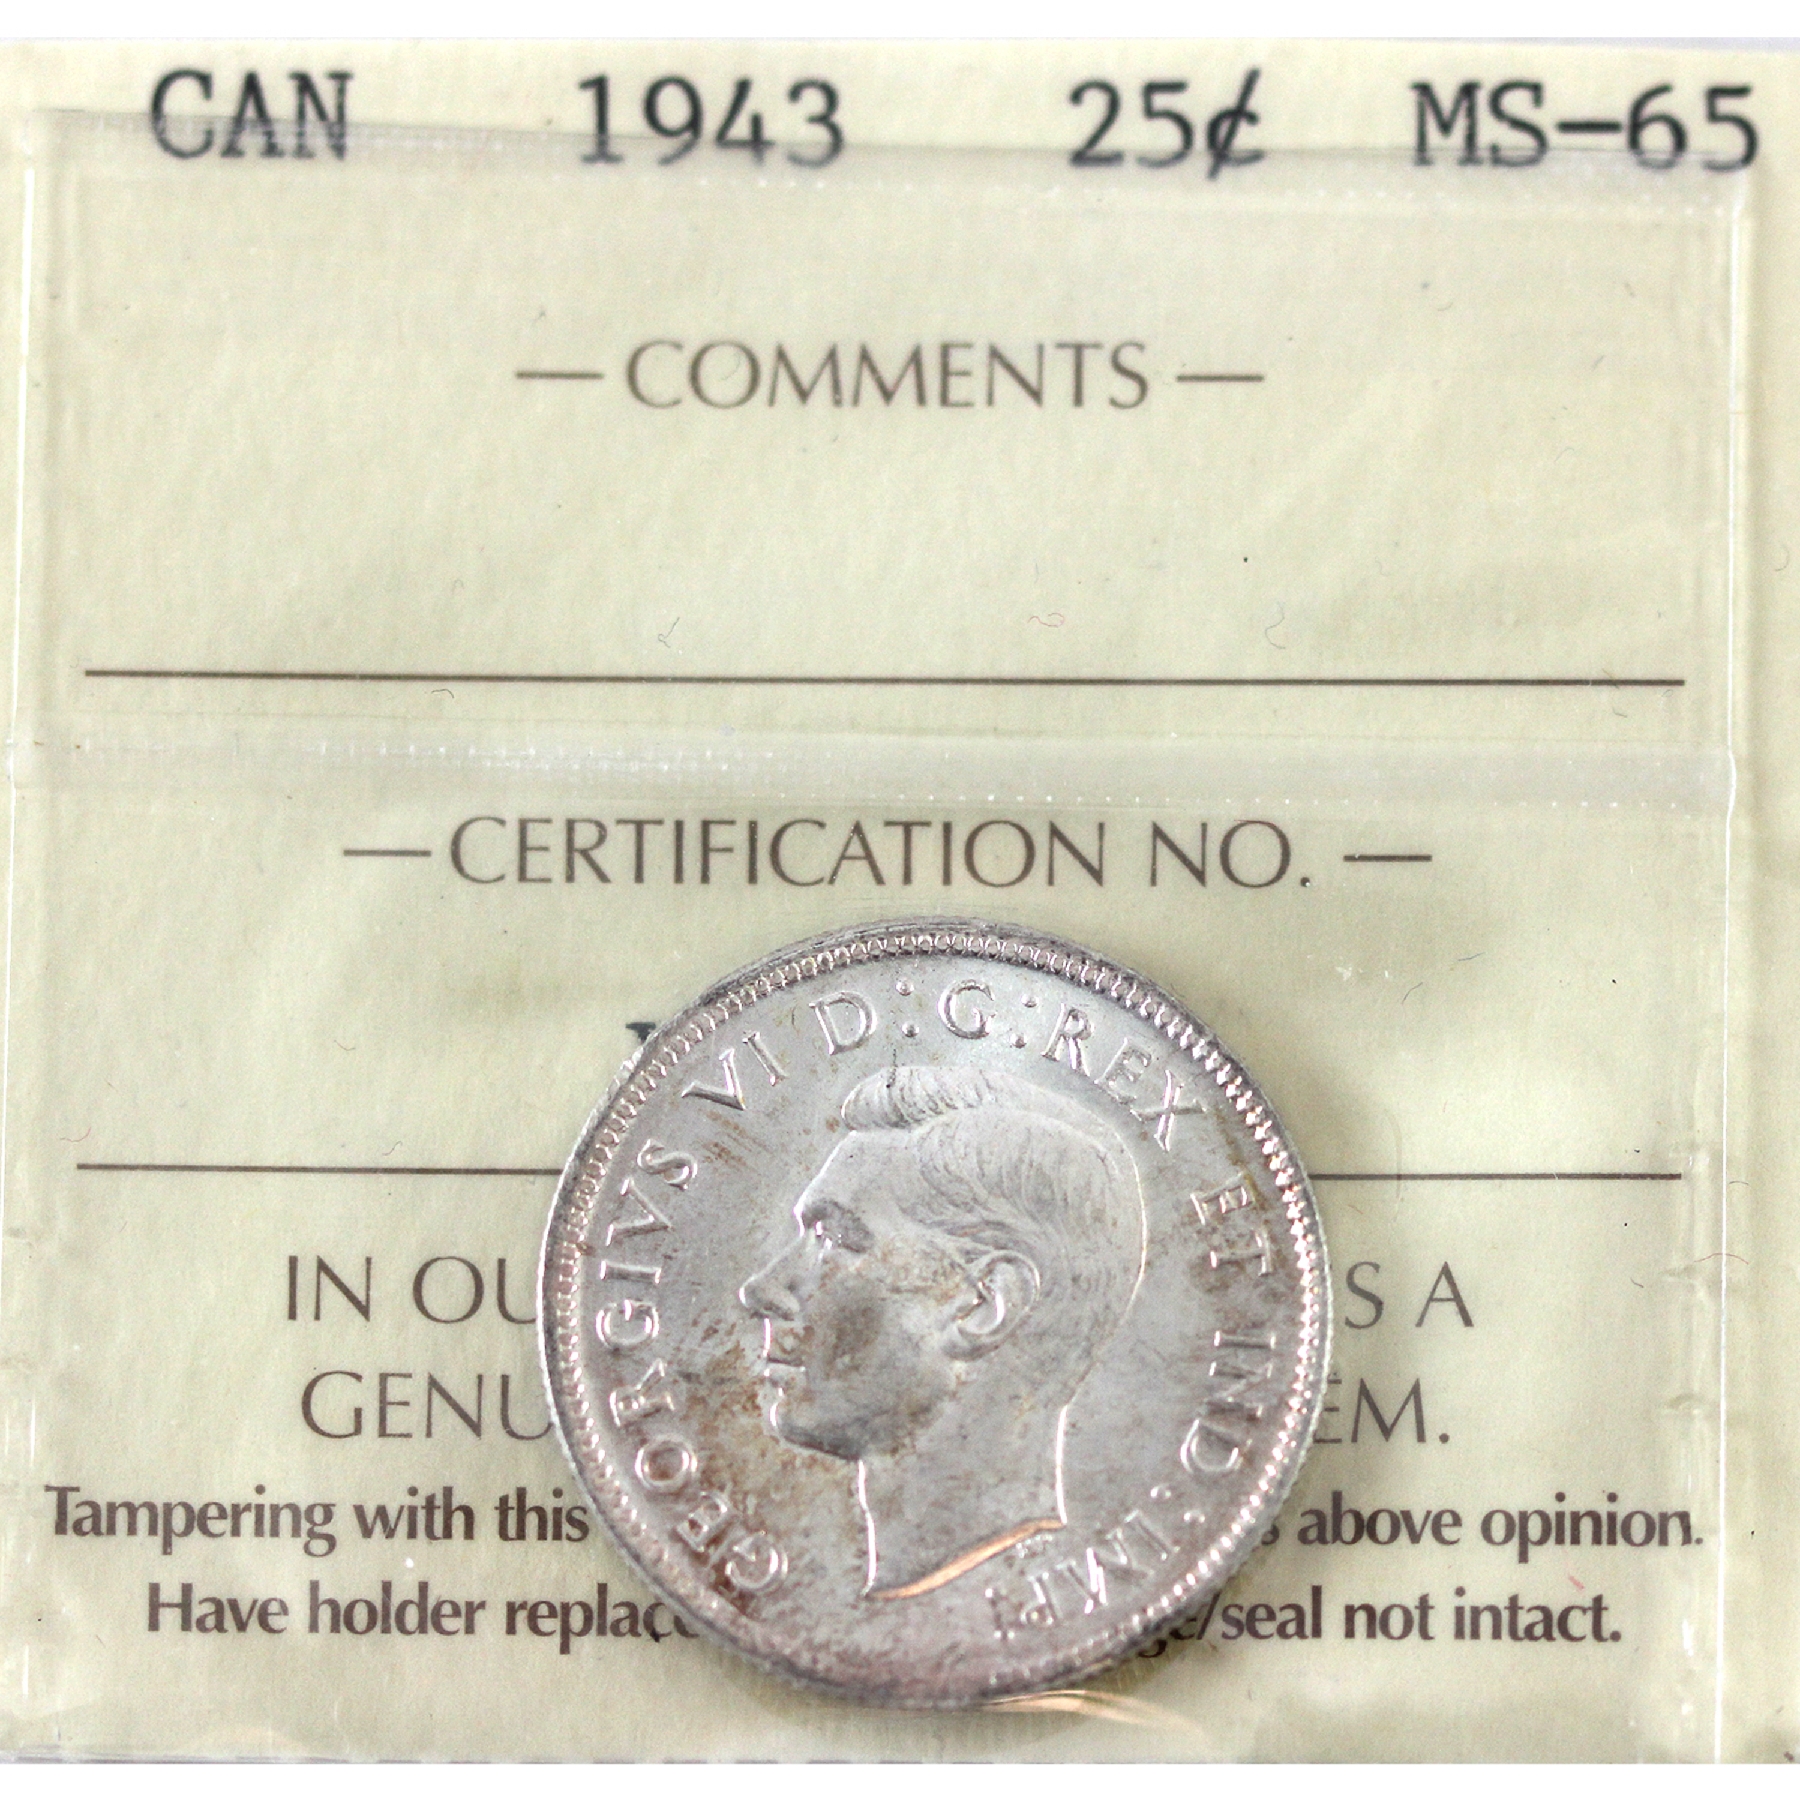 CAN 1943 25¢ MS-65
— COMMENTS —
— CERTIFICATION NO. —
IN OU S A
GENU EM.
Tampering with this above opinion.
Have holder replac /seal not intact.
GEORGIVS VI D:G:REX ET IND:IMP: